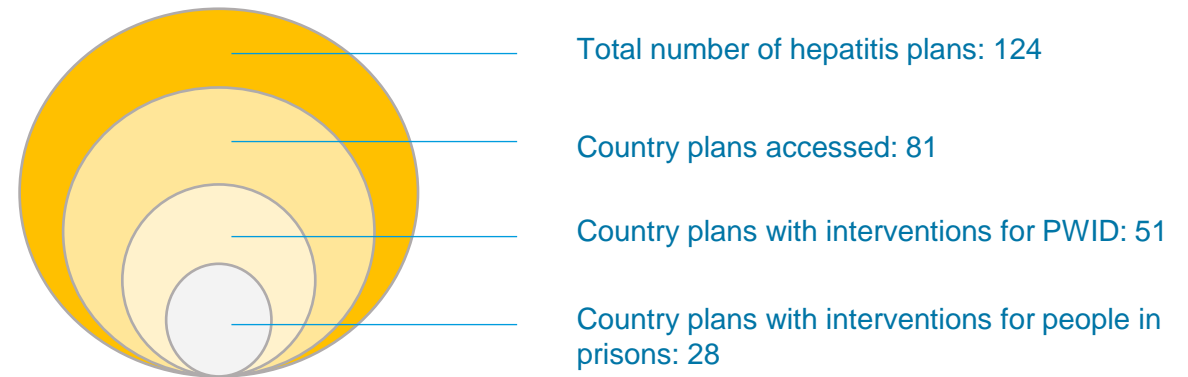 Total number of hepatitis plans: 124
Country plans accessed: 81
Country plans with interventions for PWID: 51
Country plans with interventions for people in
prisons: 28